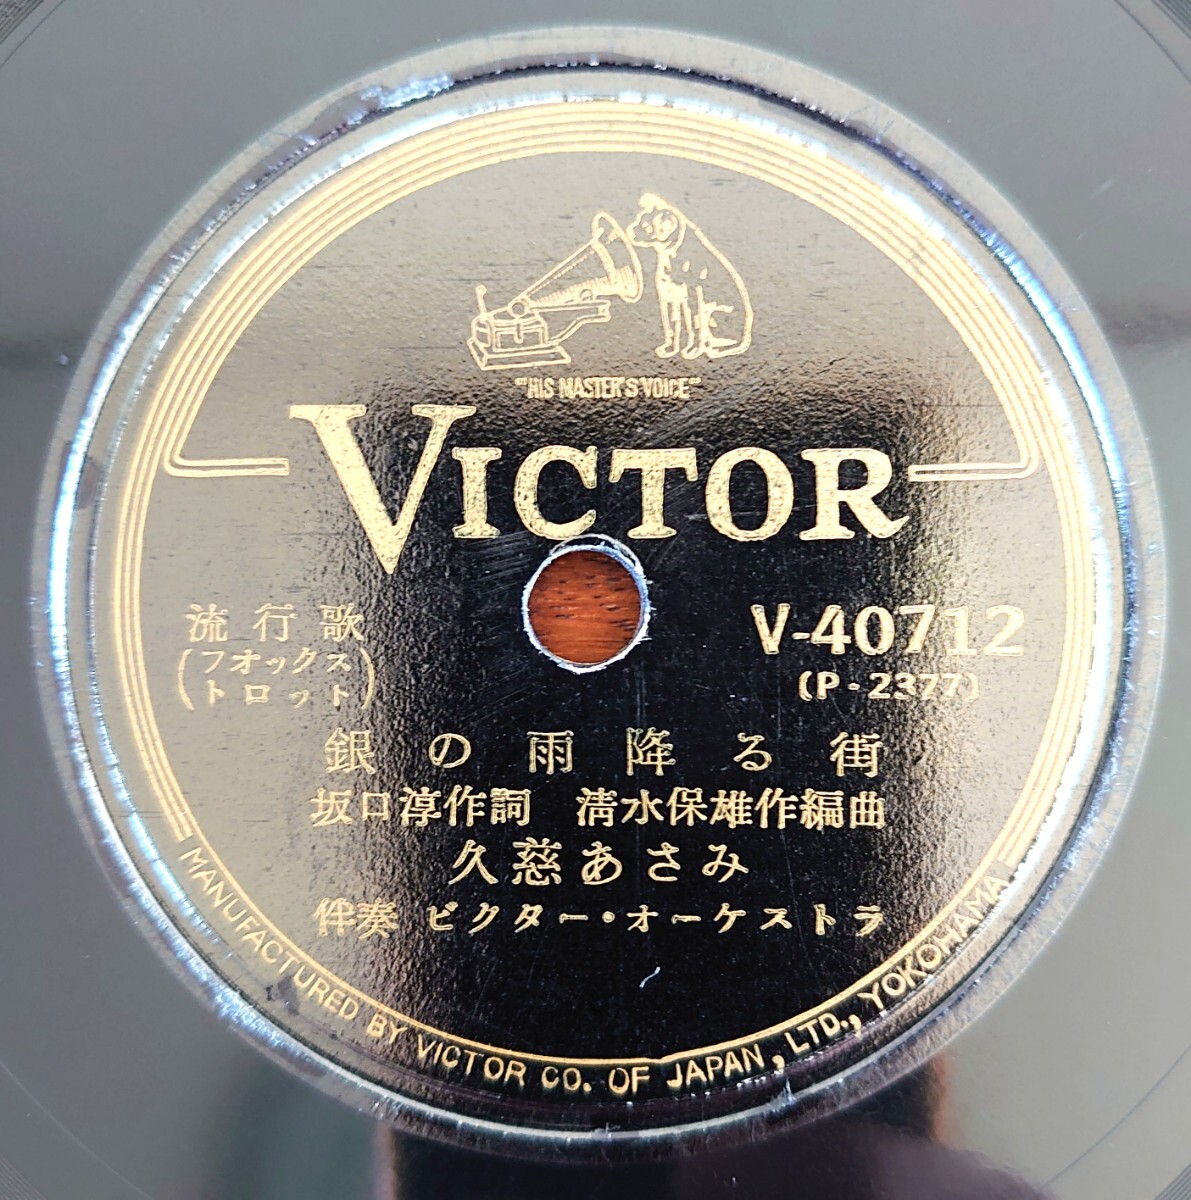 "HIS MASTER'S VOICE"
VICTOR
流行歌
(フオックストロット)
V-40712
(P-2377)
銀の雨降る街
坂口淳作詞 清水保雄作編曲
久慈あさみ
伴奏 ビクター・オーケストラ
MANUFACTURED BY VICTOR CO. OF JAPAN, LTD., YOKOHAMA